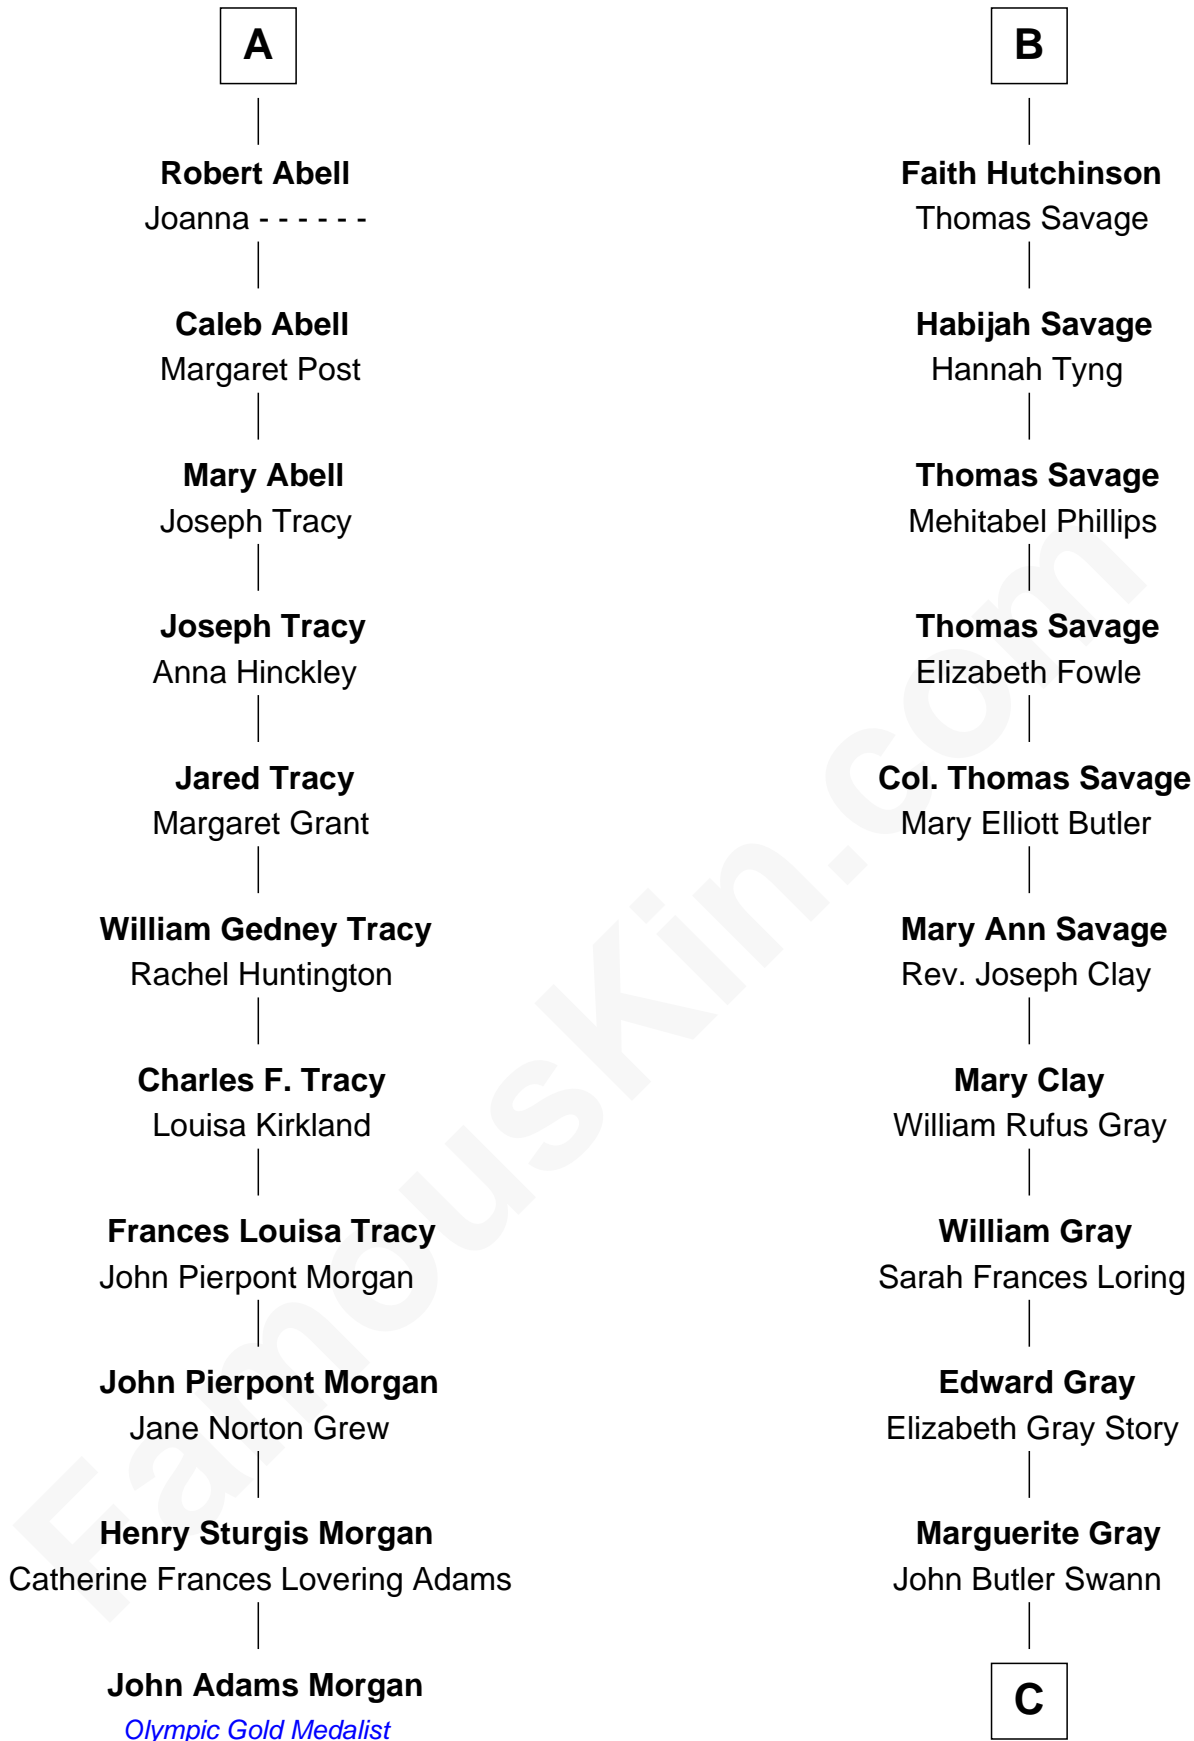 A
Robert Abell
Joanna - - - - - -
Caleb Abell
Margaret Post
Mary Abell
Joseph Tracy
Joseph Tracy
Anna Hinckley
Jared Tracy
Margaret Grant
William Gedney Tracy
Rachel Huntington
Charles F. Tracy
Louisa Kirkland
Frances Louisa Tracy
John Pierpont Morgan
John Pierpont Morgan
Jane Norton Grew
Henry Sturgis Morgan
Catherine Frances Lovering Adams
John Adams Morgan
Olympic Gold Medalist
B
Faith Hutchinson
Thomas Savage
Habijah Savage
Hannah Tyng
Thomas Savage
Mehitabel Phillips
Thomas Savage
Elizabeth Fowle
Col. Thomas Savage
Mary Elliott Butler
Mary Ann Savage
Rev. Joseph Clay
Mary Clay
William Rufus Gray
William Gray
Sarah Frances Loring
Edward Gray
Elizabeth Gray Story
Marguerite Gray
John Butler Swann
C
FamousKin.com